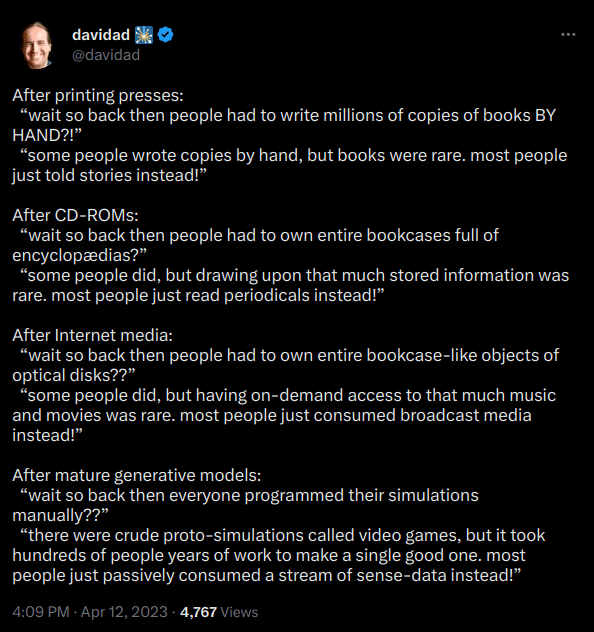 davidad
@davidad
After printing presses:
“wait so back then people had to write millions of copies of books BY
HAND?!”
“some people wrote copies by hand, but books were rare. most people
just told stories instead!”
After CD-ROMs:
“wait so back then people had to own entire bookcases full of
encyclopædias?”
“some people did, but drawing upon that much stored information was
rare. most people just read periodicals instead!”
After Internet media:
“wait so back then people had to own entire bookcase-like objects of
optical disks??”
“some people did, but having on-demand access to that much music
and movies was rare. most people just consumed broadcast media
instead!”
After mature generative models:
“wait so back then everyone programmed their simulations
manually??”
“there were crude proto-simulations called video games, but it took
hundreds of people years of work to make a single good one. most
people just passively consumed a stream of sense-data instead!”
4:09 PM · Apr 12, 2023 · 4,767 Views